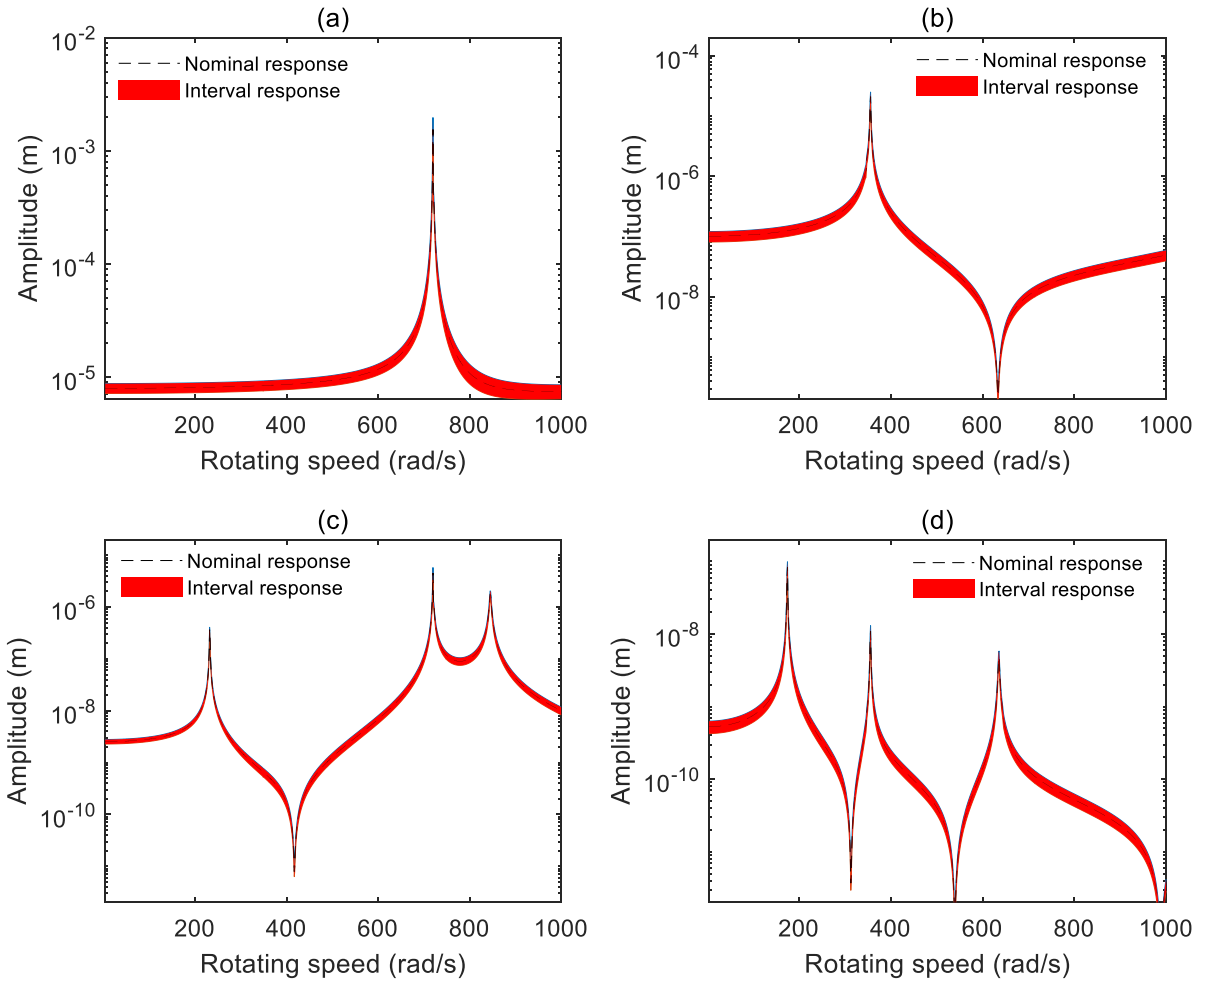 (a)
10^-2
10^-3
10^-4
10^-5
Amplitude (m)
Nominal response
Interval response
200 400 600 800 1000
Rotating speed (rad/s)
(b)
10^-4
10^-6
10^-8
Amplitude (m)
Nominal response
Interval response
200 400 600 800 1000
Rotating speed (rad/s)
(c)
10^-6
10^-8
10^-10
Amplitude (m)
Nominal response
Interval response
200 400 600 800 1000
Rotating speed (rad/s)
(d)
10^-8
10^-10
Amplitude (m)
Nominal response
Interval response
200 400 600 800 1000
Rotating speed (rad/s)